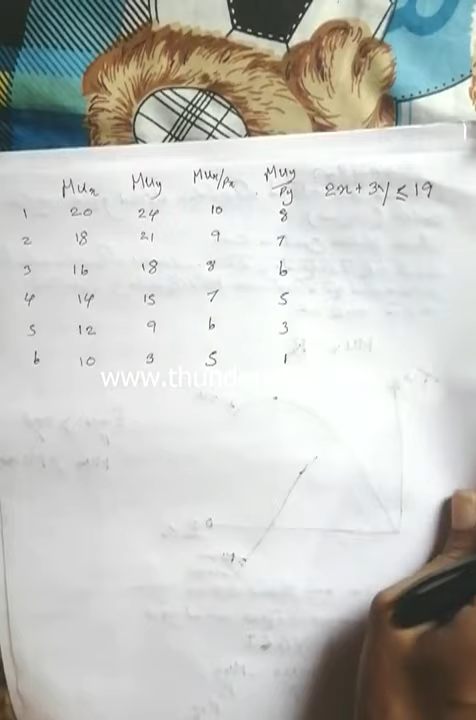 MUx MUy MUx/Px MUy/Py 2x + 3y ≤ 19
1 20 24 10 8
2 18 21 9 7
3 16 18 8 6
4 14 15 7 5
5 12 9 6 3
6 10 3 5 1
www.thunde